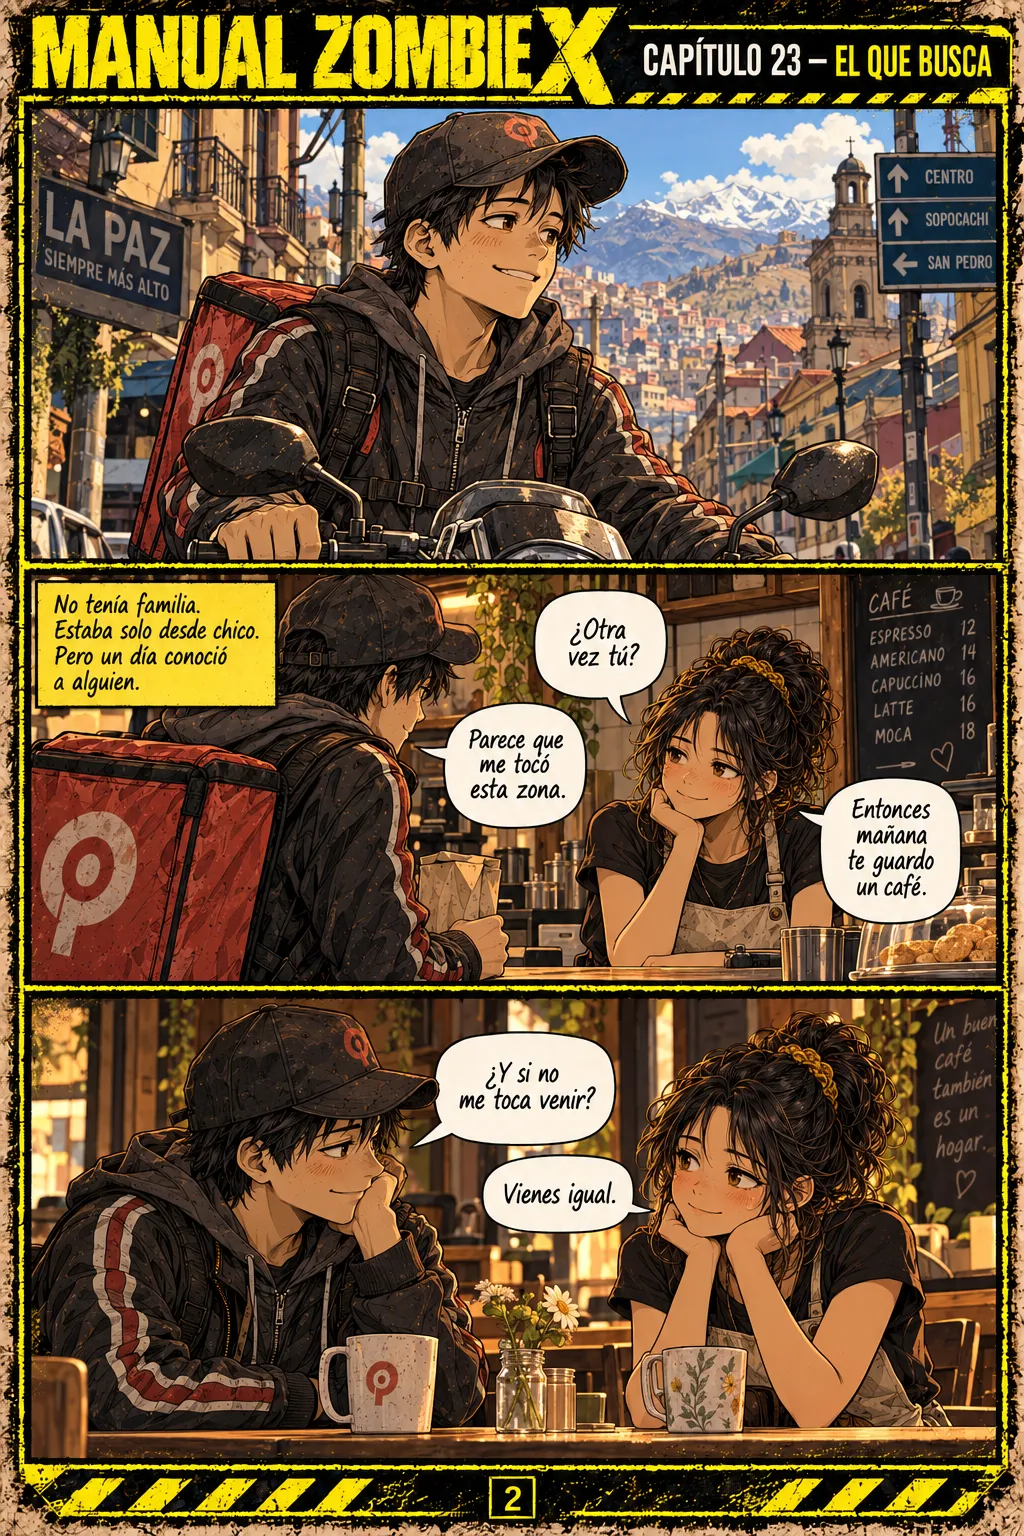 MANUAL ZOMBIE X
CAPÍTULO 23 – EL QUE BUSCA
LA PAZ
SIEMPRE MÁS ALTO
CENTRO
SOPOCACHI
SAN PEDRO
No tenía familia.
Estaba solo desde chico.
Pero un día conoció
a alguien.
¿Otra
vez tú?
Parece que
me tocó
esta zona.
Entonces
mañana
te guardo
un café.
CAFÉ
ESPRESSO 12
AMERICANO 14
CAPUCCINO 16
LATTE 16
MOCA 18
¿Y si no
me toca venir?
Vienes igual.
Un buen
café
también
es un
hogar.
2